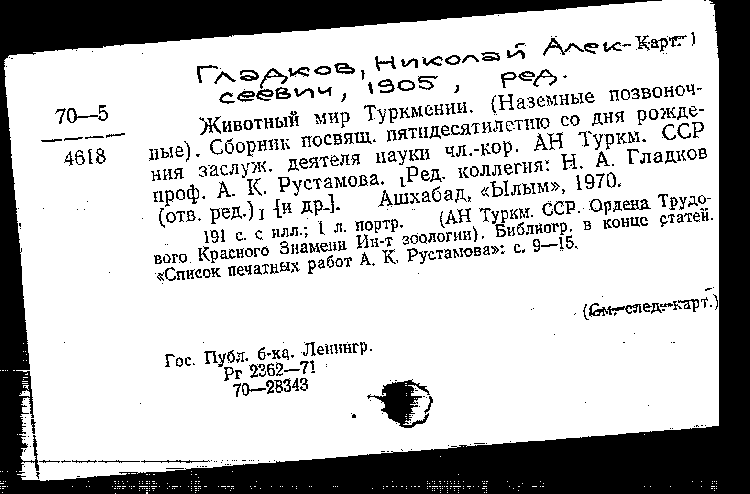 Гладков, Николай Алек- Карт. 1
сеевич, 1905, ред.
70—5
4618
Животный мир Туркмении. (Наземные позвоноч-
ные). Сборник посвящ. пятидесятилетию со дня рожде-
ния заслуж. деятеля науки чл.-кор. АН Туркм. ССР
проф. А. К. Рустамова. [Ред. коллегия: Н. А. Гладков
(отв. ред.) и др.]. Ашхабад, «Ылым», 1970.
191 с. с илл.; 1 л. портр. (АН Туркм. ССР. Ордена Трудо-
вого Красного Знамени Ин-т зоологии). Библиогр. в конце статей.
«Список печатных работ А. К. Рустамова»: с. 9—15.
(См. след. карт.)
Гос. Публ. б-ка. Ленингр.
Рг 2362—71
70—28343